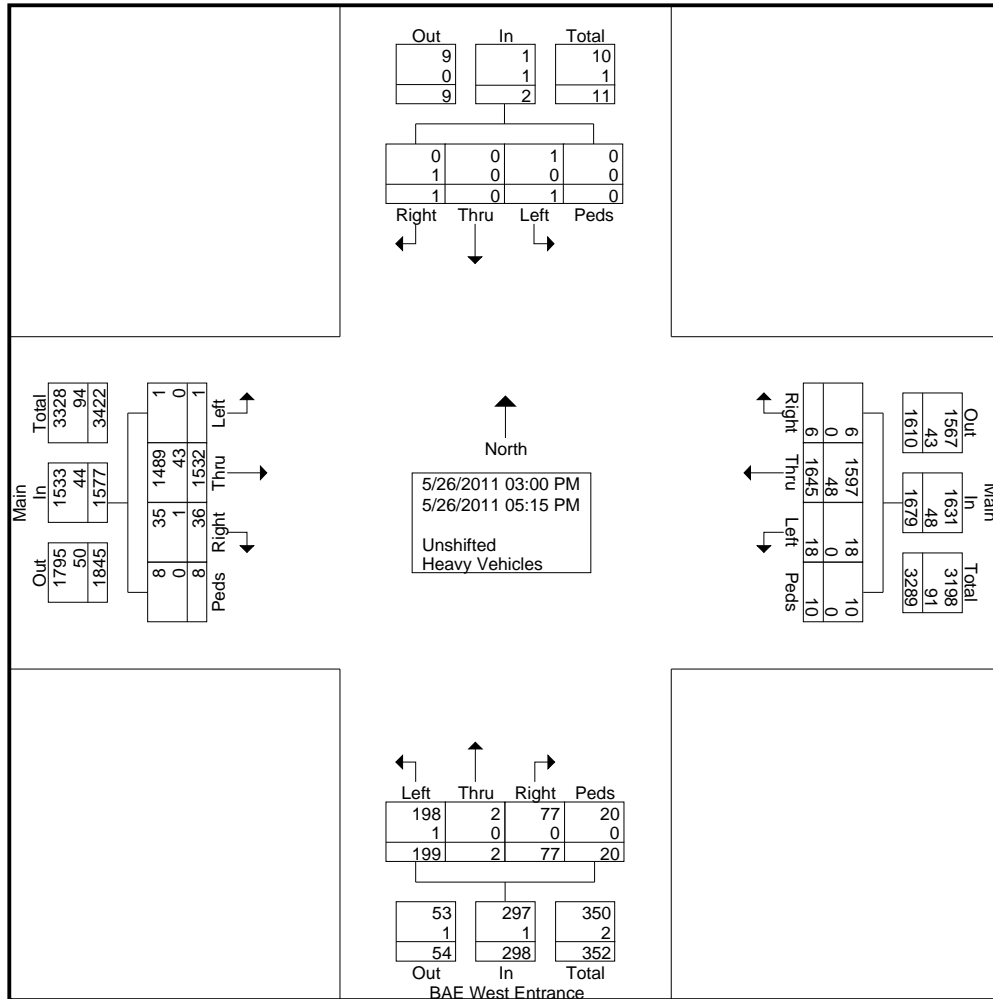 Out In Total
9 1 10
0 1 1
9 2 11
0 0 1 0
1 0 0 0
1 0 1 0
Right Thru Left Peds
Main
Total In Out
3328 1533 1795
94 44 50
3422 1577 1845
1 1489 35 8
0 43 1 0
1 1532 36 8
Left Thru Right Peds
North
5/26/2011 03:00 PM
5/26/2011 05:15 PM
Unshifted
Heavy Vehicles
Main
Out In Total
1567 1631 3198
43 48 91
1610 1679 3289
6 1597 18 10
0 48 0 0
6 1645 18 10
Right Thru Left Peds
Left Thru Right Peds
198 2 77 20
1 0 0 0
199 2 77 20
53 297 350
1 1 2
54 298 352
Out In Total
BAE West Entrance